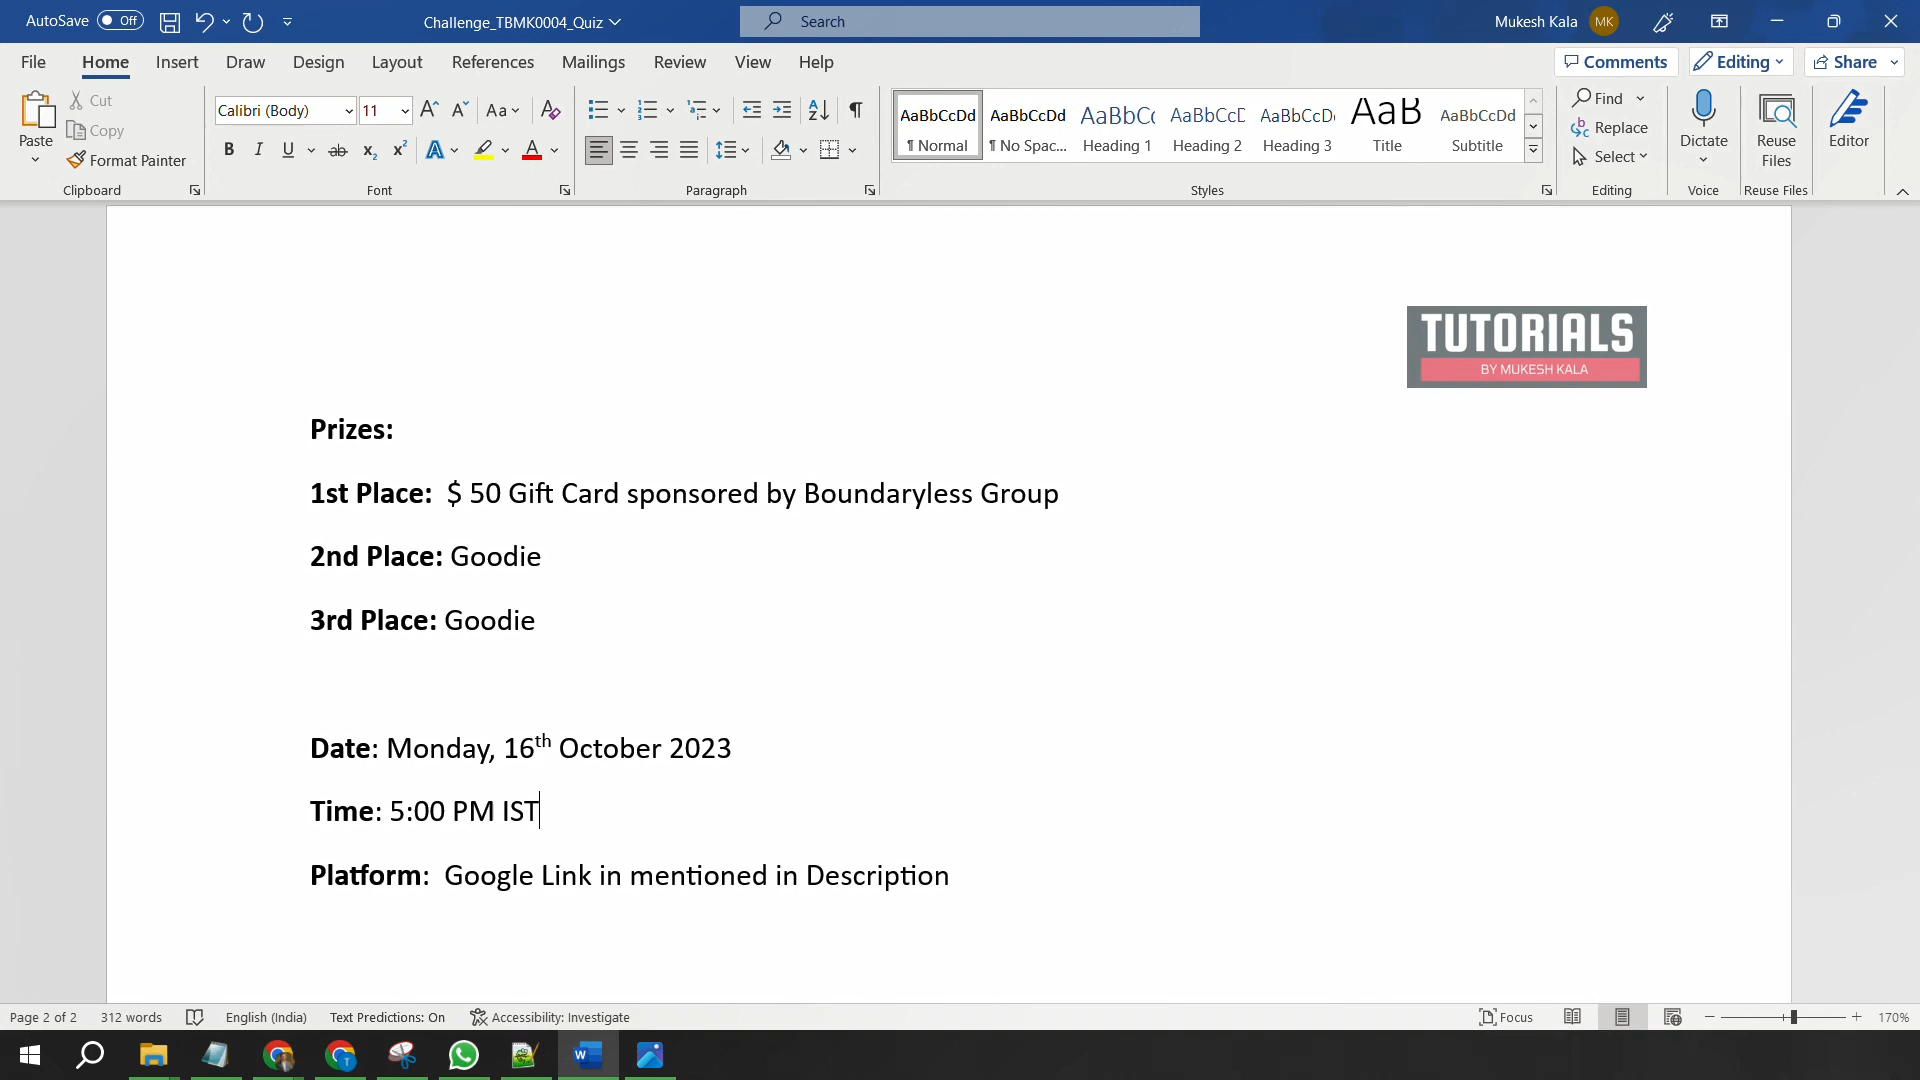 AutoSave Off Challenge_TBMK0004_Quiz Search Mukesh Kala MK
File Home Insert Draw Design Layout References Mailings Review View Help Comments Editing Share
Paste Cut Copy Format Painter Clipboard
Calibri (Body) 11 Aa Font
Paragraph
AaBbCcDd AaBbCcDd AaBbCc AaBbCcD AaBbCcDd AaB AaBbCcDd
¶ Normal ¶ No Spac... Heading 1 Heading 2 Heading 3 Title Subtitle
Styles
Find Replace Select Editing
Dictate Voice
Reuse Files Reuse Files
Editor
TUTORIALS
BY MUKESH KALA
Prizes:
1st Place: $ 50 Gift Card sponsored by Boundaryless Group
2nd Place: Goodie
3rd Place: Goodie
Date: Monday, 16th October 2023
Time: 5:00 PM IST
Platform: Google Link in mentioned in Description
Page 2 of 2 312 words English (India) Text Predictions: On Accessibility: Investigate Focus 170%